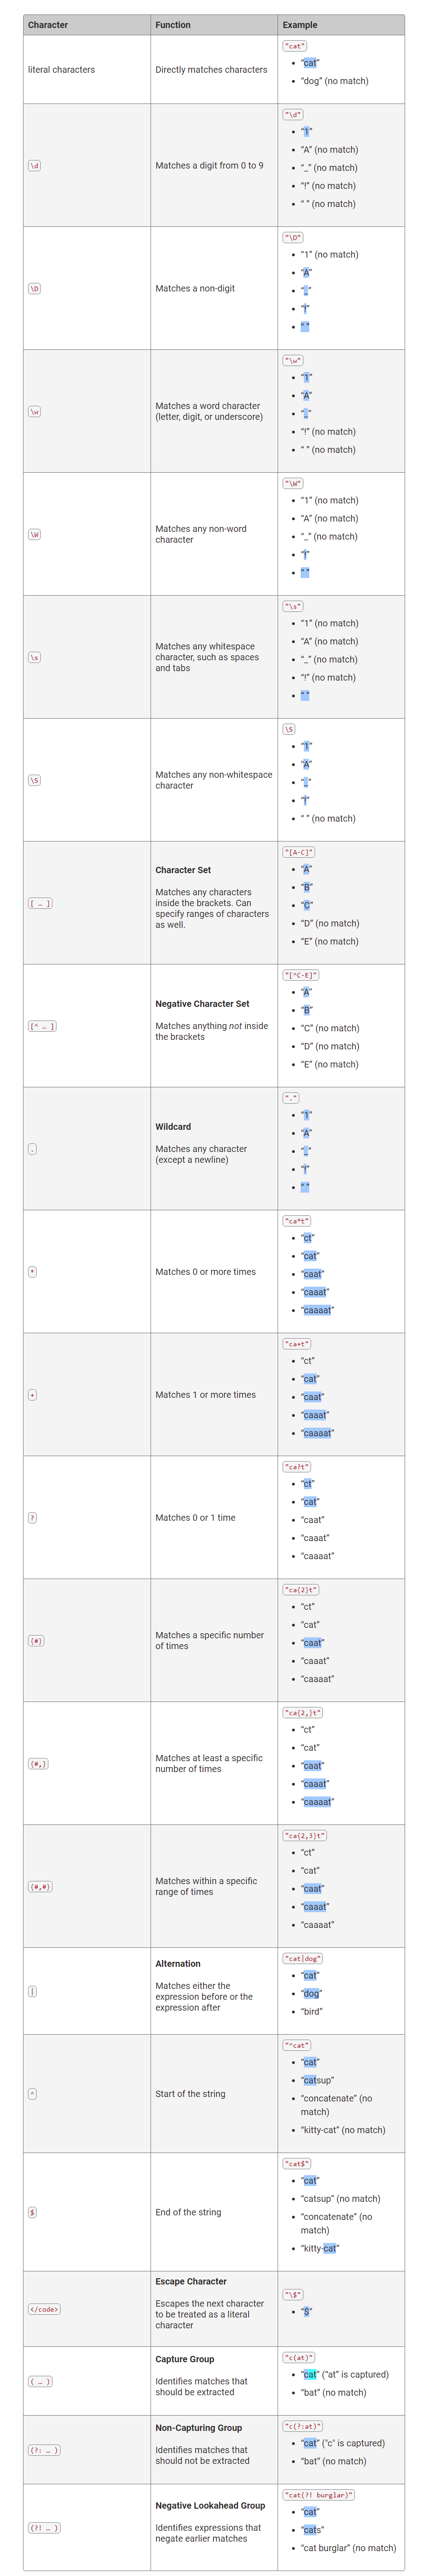 Character Function Example
literal characters
Directly matches characters
"cat"
“cat”
“dog” (no match)
\d
Matches a digit from 0 to 9
"\d"
“1”
“A” (no match)
“_” (no match)
“!” (no match)
“ ” (no match)
\D
Matches a non-digit
"\D"
“1” (no match)
“A”
“_”
“!”
“ ”
\w
Matches a word character
(letter, digit, or underscore)
"\w"
“1”
“A”
“_”
“!” (no match)
“ ” (no match)
\W
Matches any non-word
character
"\W"
“1” (no match)
“A” (no match)
“_” (no match)
“!”
“ ”
\s
Matches any whitespace
character, such as spaces
and tabs
"\s"
“1” (no match)
“A” (no match)
“_” (no match)
“!” (no match)
“ ”
\S
Matches any non-whitespace
character
\S
“1”
“A”
“_”
“!”
“ ” (no match)
[ … ]
Character Set
Matches any characters
inside the brackets. Can
specify ranges of characters
as well.
"[A-C]"
“A”
“B”
“C”
“D” (no match)
“E” (no match)
[^ … ]
Negative Character Set
Matches anything not inside
the brackets
"[^C-E]"
“A”
“B”
“C” (no match)
“D” (no match)
“E” (no match)
.
Wildcard
Matches any character
(except a newline)
"."
“1”
“A”
“_”
“!”
“ ”
*
Matches 0 or more times
"ca*t"
“ct”
“cat”
“caat”
“caaat”
“caaaat”
+
Matches 1 or more times
"ca+t"
“ct”
“cat”
“caat”
“caaat”
“caaaat”
?
Matches 0 or 1 time
"ca?t"
“ct”
“cat”
“caat”
“caaat”
“caaaat”
{#}
Matches a specific number
of times
"ca{2}t"
“ct”
“cat”
“caat”
“caaat”
“caaaat”
{#,}
Matches at least a specific
number of times
"ca{2,}t"
“ct”
“cat”
“caat”
“caaat”
“caaaat”
{#,#}
Matches within a specific
range of times
"ca{2,3}t"
“ct”
“cat”
“caat”
“caaat”
“caaaat”
|
Alternation
Matches either the
expression before or the
expression after
"cat|dog"
“cat”
“dog”
“bird”
^
Start of the string
"^cat"
“cat”
“catsup”
“concatenate” (no
match)
“kitty-cat” (no match)
$
End of the string
"cat$"
“cat”
“catsup” (no match)
“concatenate” (no
match)
“kitty-cat”
</code>
Escape Character
Escapes the next character
to be treated as a literal
character
"\$"
“$”
( … )
Capture Group
Identifies matches that
should be extracted
"c(at)"
“cat” (“at” is captured)
“bat” (no match)
(?: … )
Non-Capturing Group
Identifies matches that
should not be extracted
"c(?:at)"
“cat” (“c” is captured)
“bat” (no match)
(?! … )
Negative Lookahead Group
Identifies expressions that
negate earlier matches
"cat(?! burglar)"
“cat”
“cats”
“cat burglar” (no match)